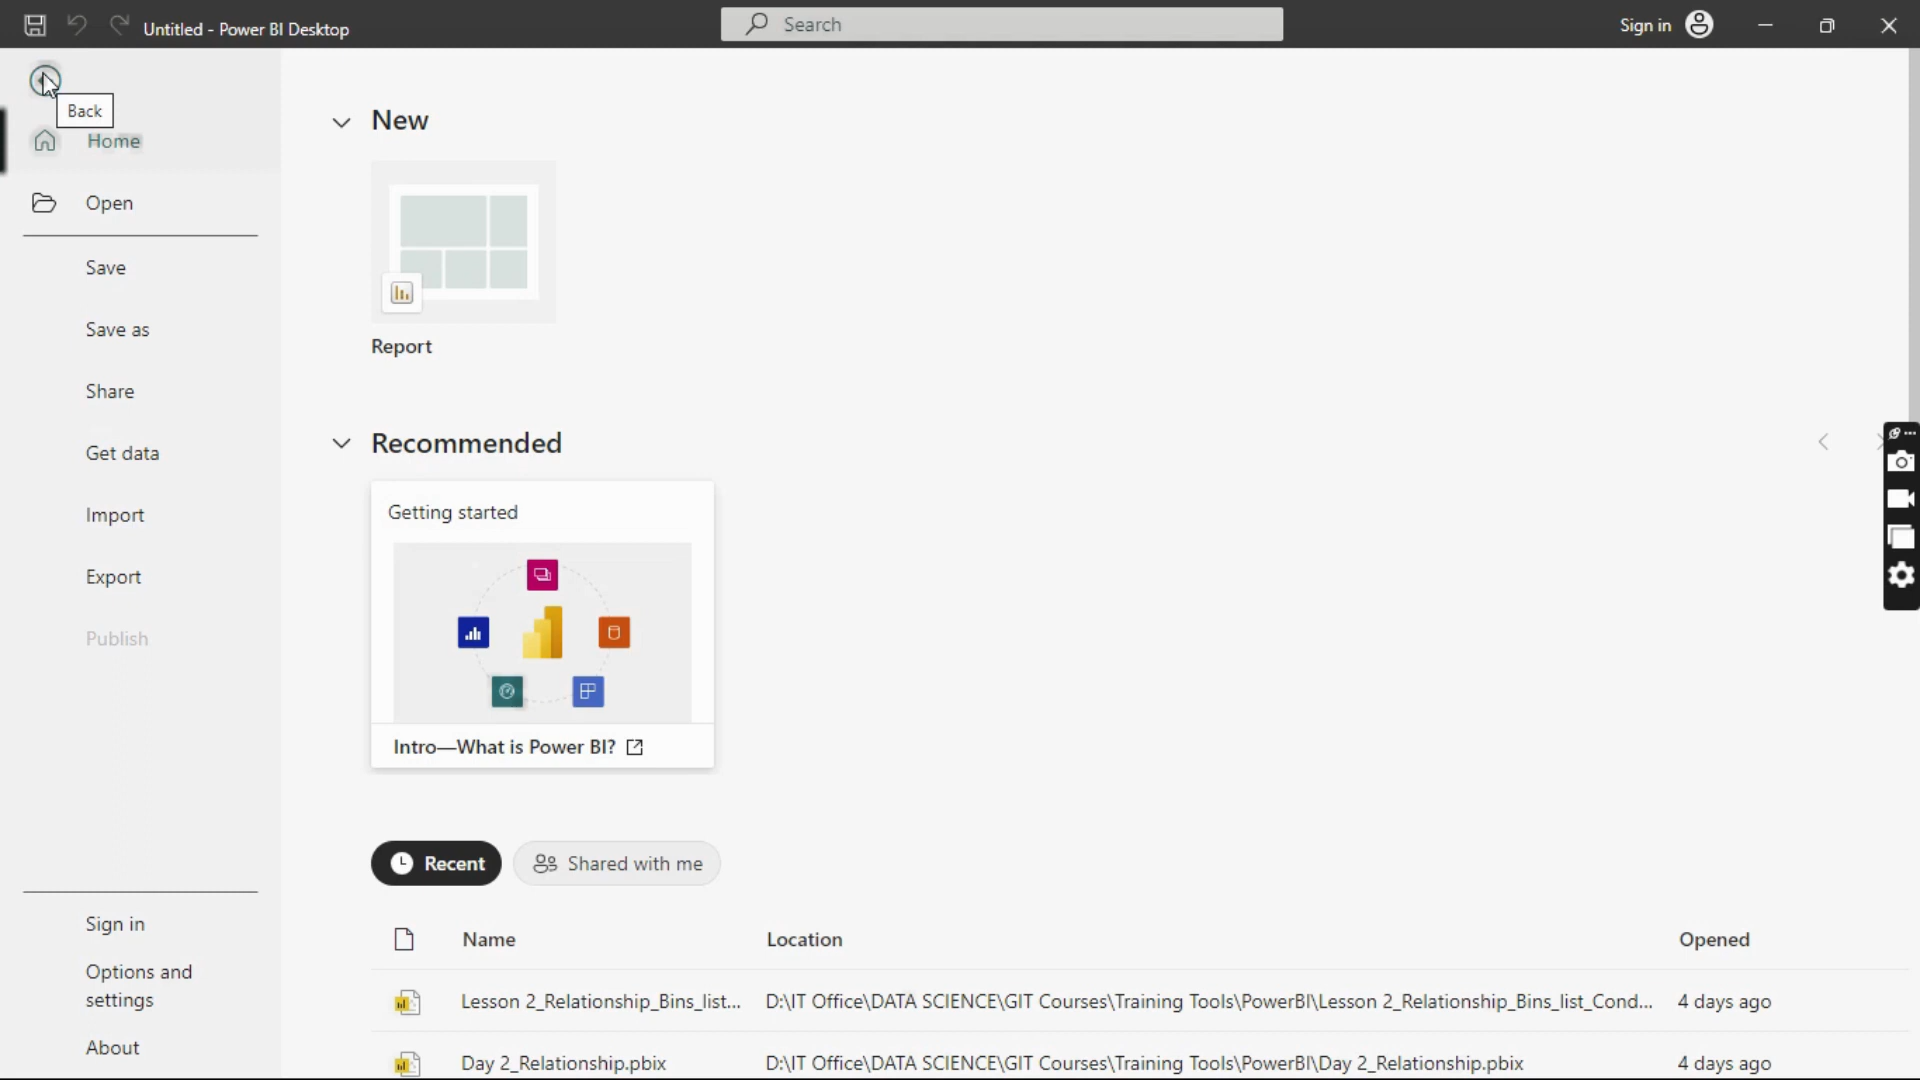 Untitled - Power BI Desktop
Search
Sign in
Back
Home
Open
Save
Save as
Share
Get data
Import
Export
Publish
Sign in
Options and
settings
About
New
Report
Recommended
Getting started
Intro—What is Power BI?
Recent
Shared with me
Name Location Opened
Lesson 2_Relationship_Bins_list... D:\IT Office\DATA SCIENCE\GIT Courses\Training Tools\PowerBI\Lesson 2_Relationship_Bins_list_Cond... 4 days ago
Day 2_Relationship.pbix D:\IT Office\DATA SCIENCE\GIT Courses\Training Tools\PowerBI\Day 2_Relationship.pbix 4 days ago